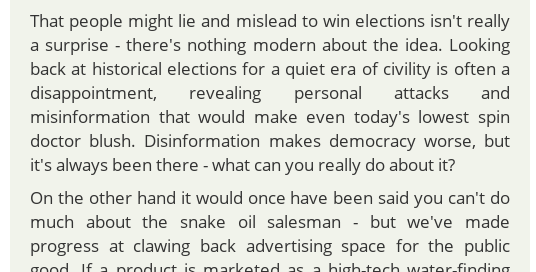 That people might lie and mislead to win elections isn't really
a surprise - there's nothing modern about the idea. Looking
back at historical elections for a quiet era of civility is often a
disappointment, revealing personal attacks and
misinformation that would make even today's lowest spin
doctor blush. Disinformation makes democracy worse, but
it's always been there - what can you really do about it?
On the other hand it would once have been said you can't do
much about the snake oil salesman - but we've made
progress at clawing back advertising space for the public
good. If a product is marketed as a high-tech water-finding